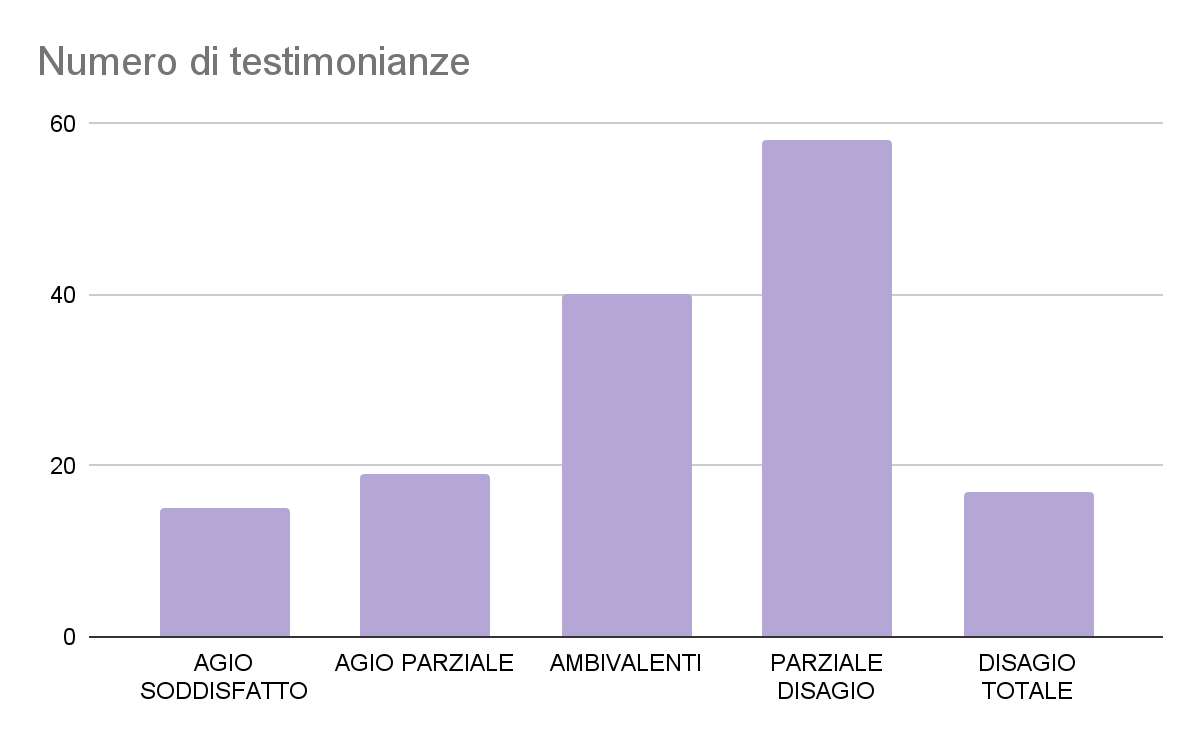 Numero di testimonianze
60
40
20
0
AGIO
SODDISFATTO
AGIO PARZIALE
AMBIVALENTI
PARZIALE
DISAGIO
DISAGIO
TOTALE